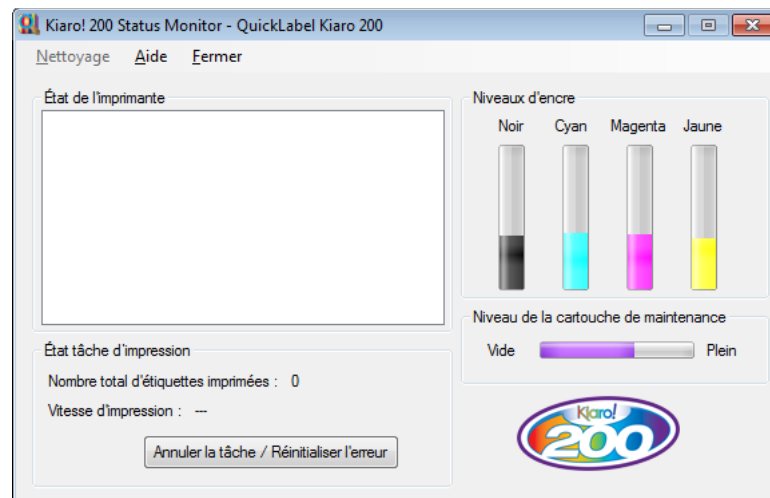 Kiaro! 200 Status Monitor - QuickLabel Kiaro 200
Nettoyage Aide Fermer
État de l'imprimante
Niveaux d'encre
Noir Cyan Magenta Jaune
Niveau de la cartouche de maintenance
Vide Plein
État tâche d'impression
Nombre total d'étiquettes imprimées : 0
Vitesse d'impression : ---
Annuler la tâche / Réinitialiser l'erreur
Kiaro!
200